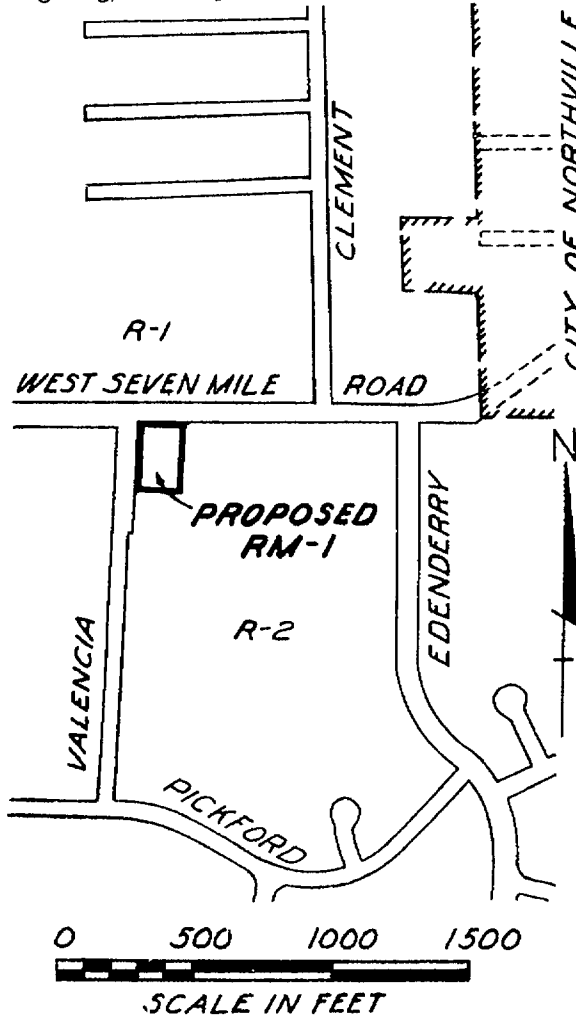 CLEMENT
CITY OF NORTHVILLE
R-1
WEST SEVEN MILE ROAD
N
PROPOSED
RM-1
EDENDERRY
R-2
VALENCIA
PICKFORD
0 500 1000 1500
SCALE IN FEET